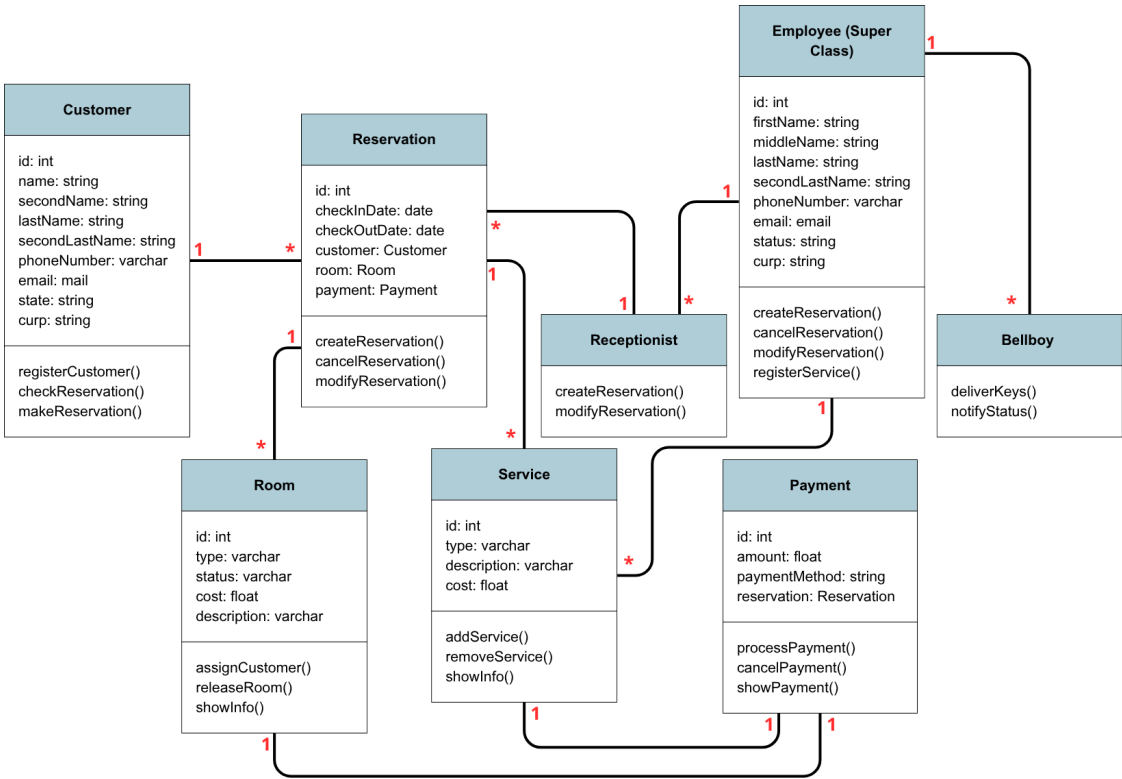 Customer
id: int
name: string
secondName: string
lastName: string
secondLastName: string
phoneNumber: varchar
email: mail
state: string
curp: string
registerCustomer()
checkReservation()
makeReservation()
1
*
Reservation
id: int
checkInDate: date
checkOutDate: date
customer: Customer
room: Room
payment: Payment
createReservation()
cancelReservation()
modifyReservation()
*
1
1
1
*
*
1
*
Receptionist
createReservation()
modifyReservation()
Employee (Super
Class)
id: int
firstName: string
middleName: string
lastName: string
secondLastName: string
phoneNumber: varchar
email: email
status: string
curp: string
createReservation()
cancelReservation()
modifyReservation()
registerService()
1
1
1
*
*
Bellboy
deliverKeys()
notifyStatus()
Room
id: int
type: varchar
status: varchar
cost: float
description: varchar
assignCustomer()
releaseRoom()
showInfo()
1
Service
id: int
type: varchar
description: varchar
cost: float
addService()
removeService()
showInfo()
1
Payment
id: int
amount: float
paymentMethod: string
reservation: Reservation
processPayment()
cancelPayment()
showPayment()
1
1